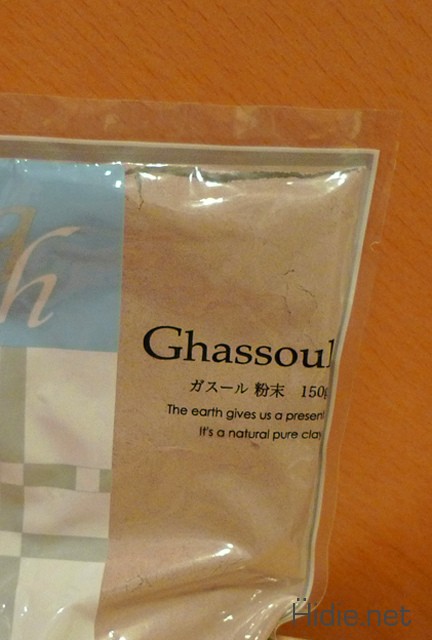 h
Ghassoul
ガスール 粉末 150g
The earth gives us a present
It's a natural pure clay
Hidie.net